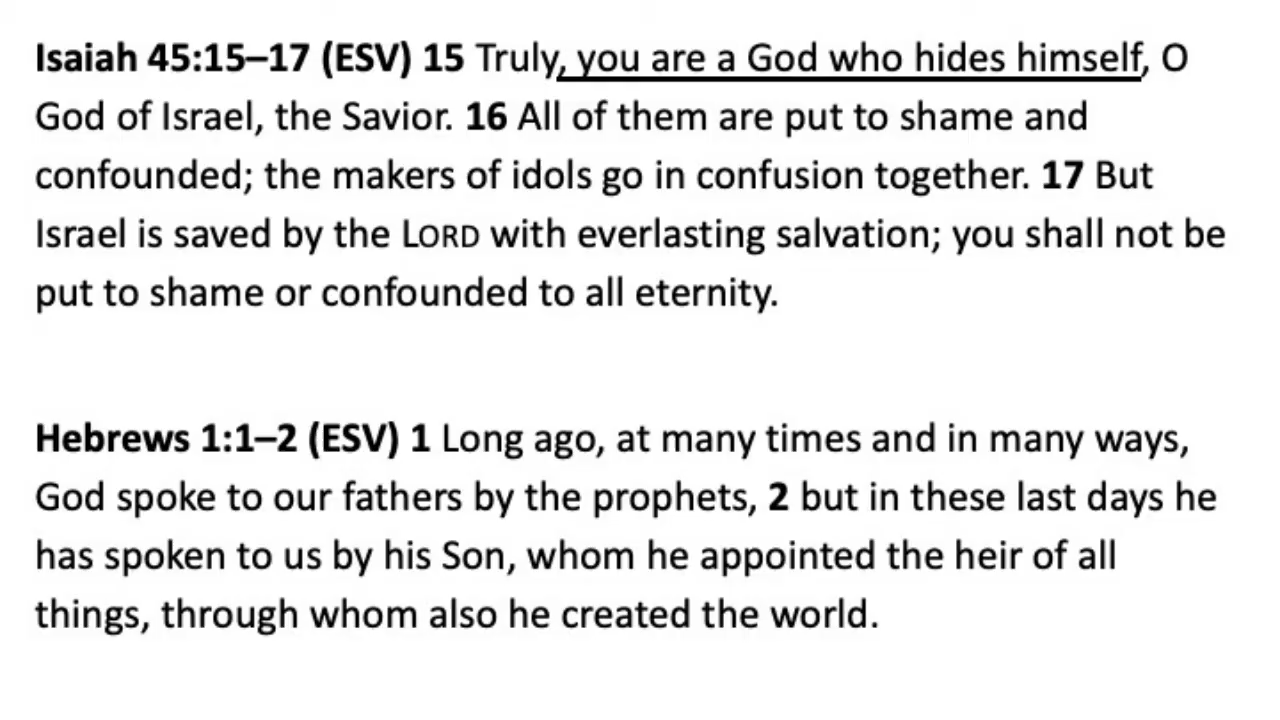 Isaiah 45:15–17 (ESV) 15 Truly, you are a God who hides himself, O
God of Israel, the Savior. 16 All of them are put to shame and
confounded; the makers of idols go in confusion together. 17 But
Israel is saved by the LORD with everlasting salvation; you shall not be
put to shame or confounded to all eternity.
Hebrews 1:1–2 (ESV) 1 Long ago, at many times and in many ways,
God spoke to our fathers by the prophets, 2 but in these last days he
has spoken to us by his Son, whom he appointed the heir of all
things, through whom also he created the world.